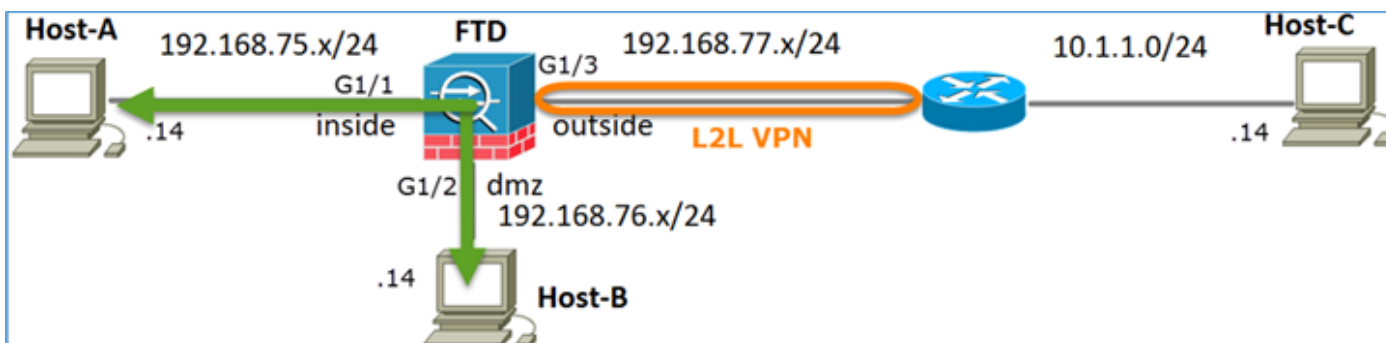 Host-A
192.168.75.x/24
FTD
192.168.77.x/24
10.1.1.0/24
Host-C
G1/1
G1/3
.14
inside
outside
L2L VPN
.14
G1/2
dmz
192.168.76.x/24
.14
Host-B